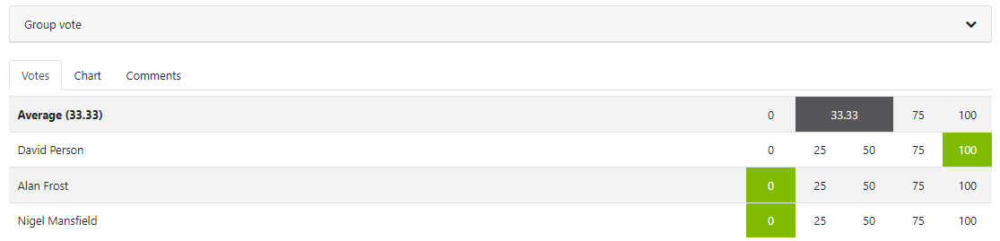 Group vote
Votes Chart Comments
Average (33.33) 0 33.33 75 100
David Person 0 25 50 75 100
Alan Frost 0 25 50 75 100
Nigel Mansfield 0 25 50 75 100